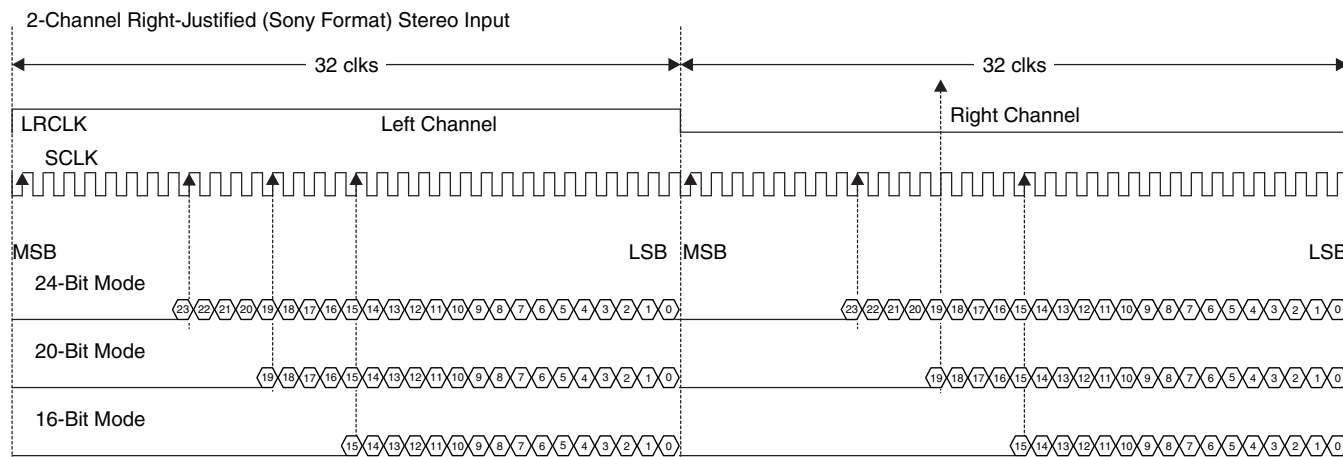 2-Channel Right-Justified (Sony Format) Stereo Input
32 clks 32 clks
LRCLK Left Channel Right Channel
SCLK
MSB LSB MSB LSB
24-Bit Mode
23 22 21 20 19 18 17 16 15 14 13 12 11 10 9 8 7 6 5 4 3 2 1 0 23 22 21 20 19 18 17 16 15 14 13 12 11 10 9 8 7 6 5 4 3 2 1 0
20-Bit Mode
19 18 17 16 15 14 13 12 11 10 9 8 7 6 5 4 3 2 1 0 19 18 17 16 15 14 13 12 11 10 9 8 7 6 5 4 3 2 1 0
16-Bit Mode
15 14 13 12 11 10 9 8 7 6 5 4 3 2 1 0 15 14 13 12 11 10 9 8 7 6 5 4 3 2 1 0